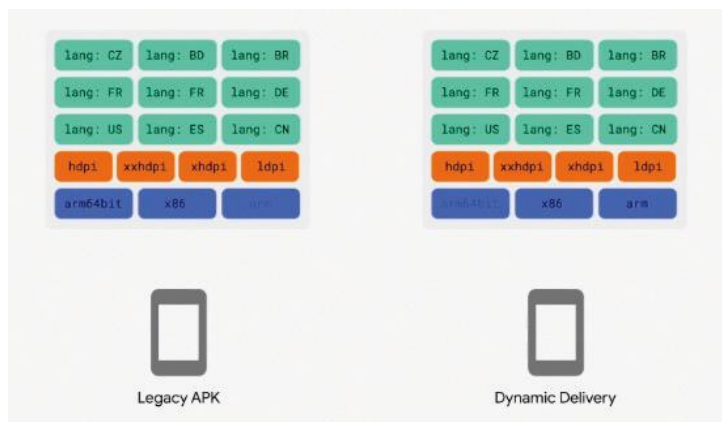 lang: CZ lang: BD lang: BR
lang: FR lang: FR lang: DE
lang: US lang: ES lang: CN
hdpi xxhdpi xhdpi ldpi
arm64bit x86 arm
Legacy APK
lang: CZ lang: BD lang: BR
lang: FR lang: FR lang: DE
lang: US lang: ES lang: CN
hdpi xxhdpi xhdpi ldpi
arm64bit x86 arm
Dynamic Delivery